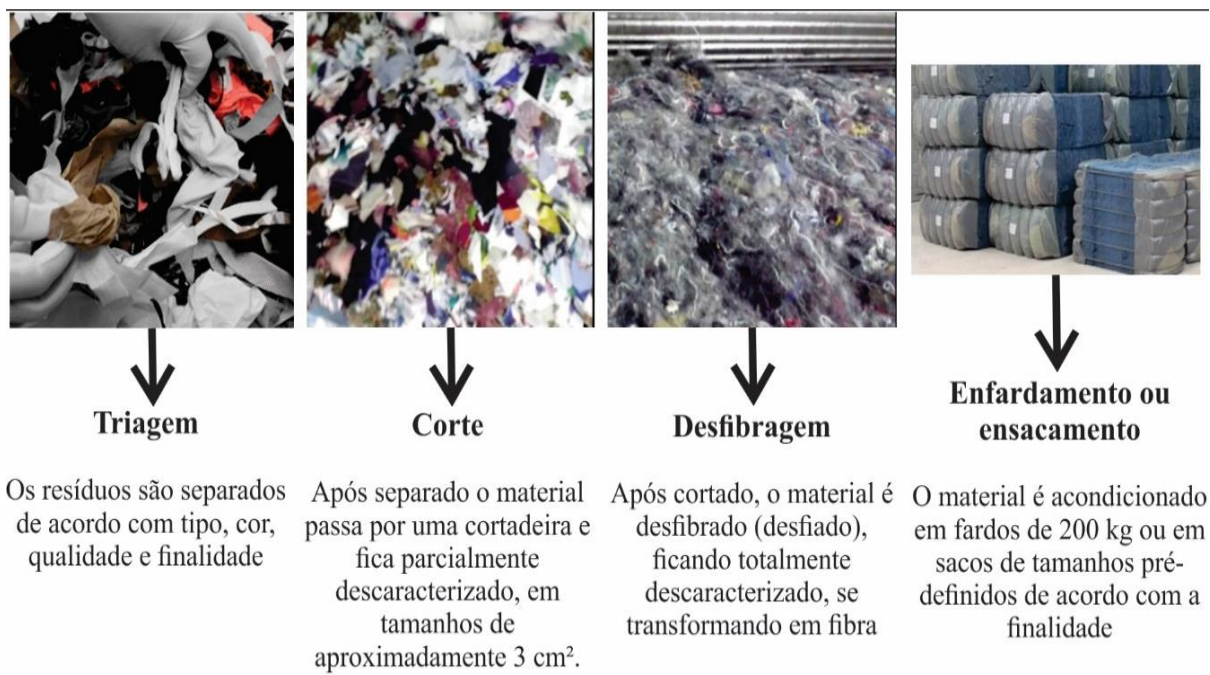 Triagem
Os resíduos são separados
de acordo com tipo, cor,
qualidade e finalidade
Corte
Após separado o material
passa por uma cortadeira e
fica parcialmente
descaracterizado, em
tamanhos de
aproximadamente 3 cm².
Desfibragem
Após cortado, o material é
desfibrado (desfiado),
ficando totalmente
descaracterizado, se
transformando em fibra
Enfardamento ou
ensacamento
O material é acondicionado
em fardos de 200 kg ou em
sacos de tamanhos pré-
definidos de acordo com a
finalidade